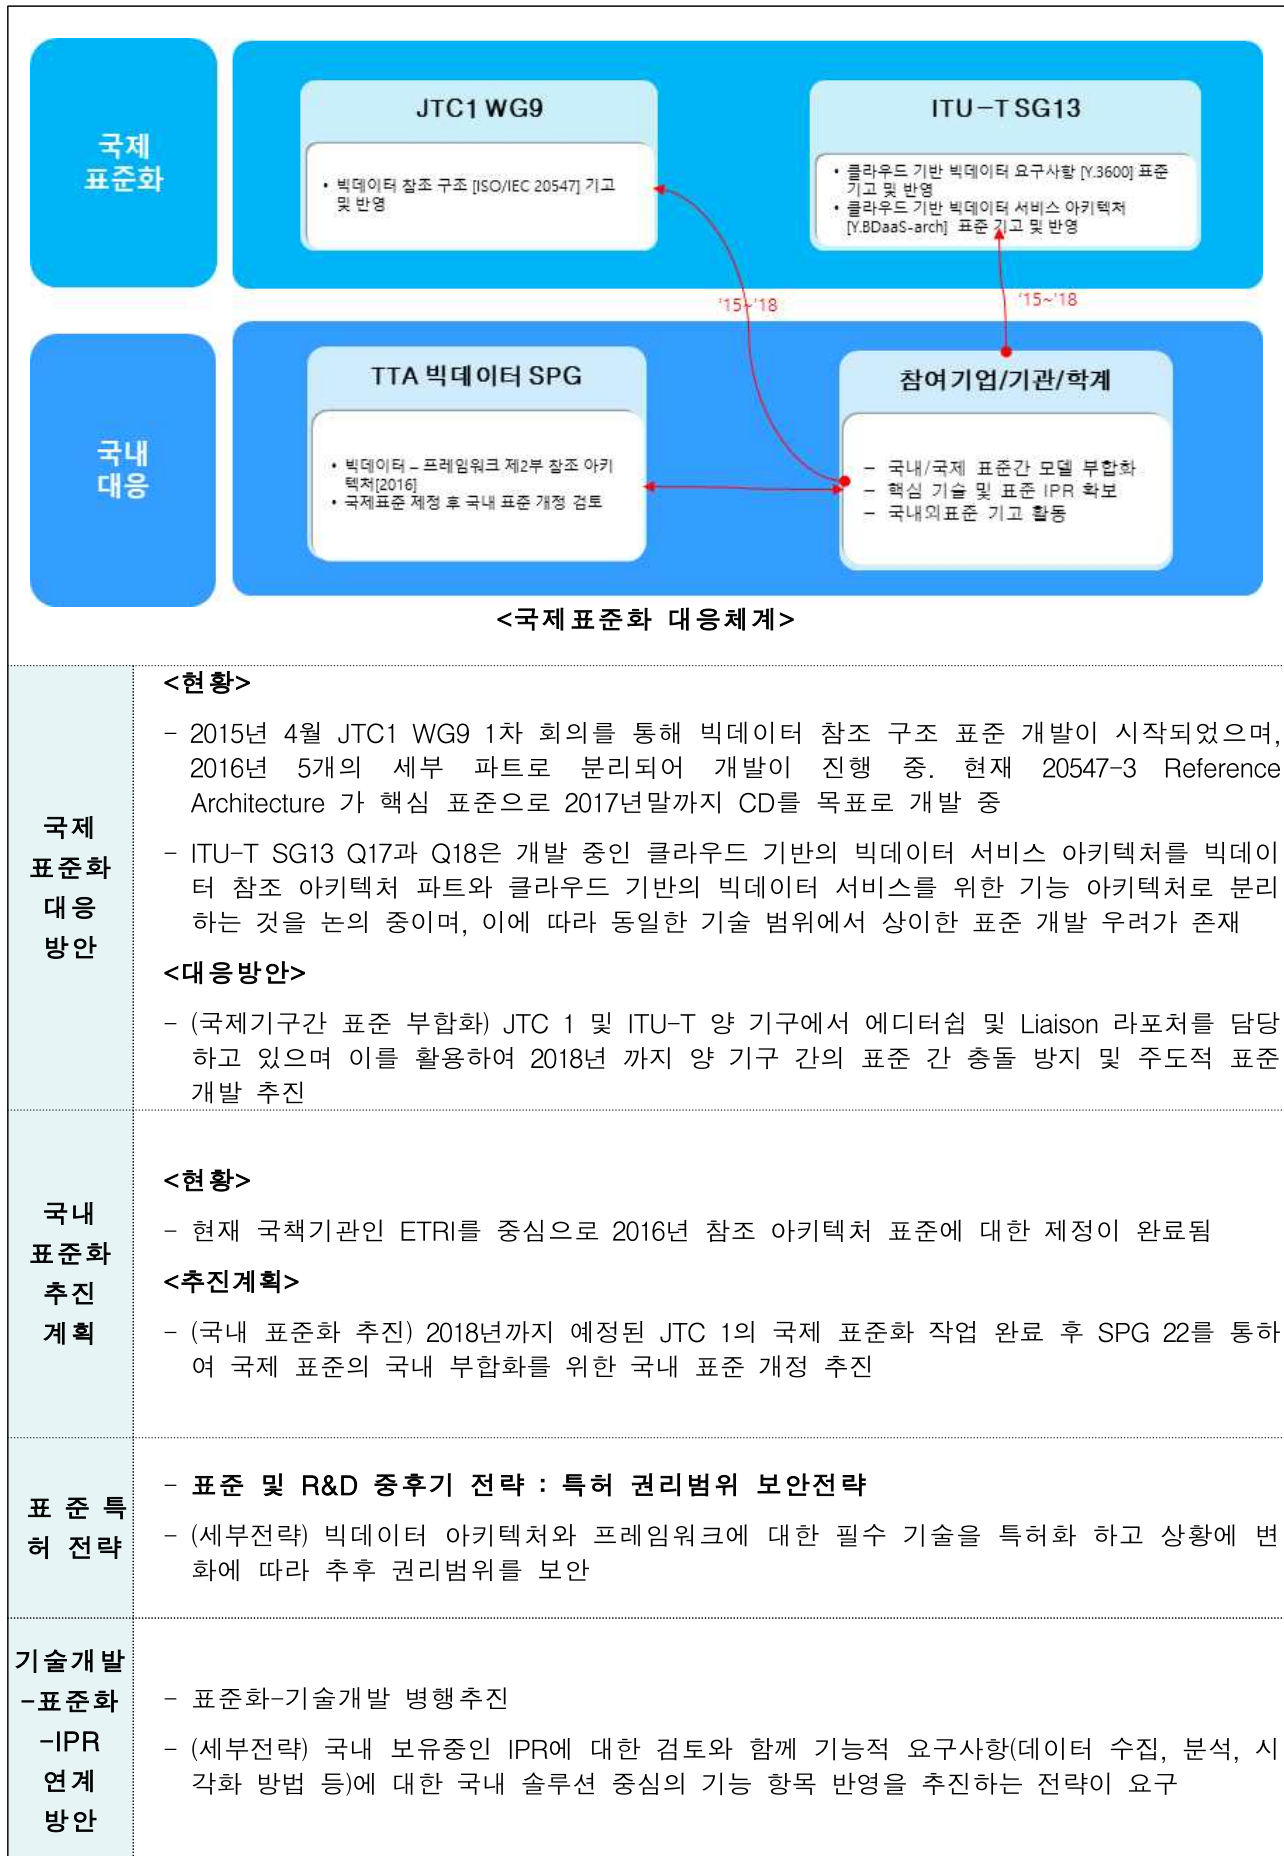 국제
표준화
JTC1 WG9
• 빅데이터 참조 구조 [ISO/IEC 20547] 기고
및 반영
ITU-T SG13
• 클라우드 기반 빅데이터 요구사항 [Y.3600] 표준
기고 및 반영
• 클라우드 기반 빅데이터 서비스 아키텍처
[Y.BDaaS-arch] 표준 기고 및 반영
'15~'18
'15~'18
국내
대응
TTA 빅데이터 SPG
• 빅데이터 – 프레임워크 제2부 참조 아키
텍처[2016]
• 국제표준 제정 후 국내 표준 개정 검토
참여기업/기관/학계
– 국내/국제 표준간 모델 부합화
– 핵심 기술 및 표준 IPR 확보
– 국내외표준 기고 활동
<국제표준화 대응체계>
국제
표준화
대응
방안
<현황>
- 2015년 4월 JTC1 WG9 1차 회의를 통해 빅데이터 참조 구조 표준 개발이 시작되었으며,
2016년 5개의 세부 파트로 분리되어 개발이 진행 중. 현재 20547-3 Reference
Architecture 가 핵심 표준으로 2017년말까지 CD를 목표로 개발 중
- ITU-T SG13 Q17과 Q18은 개발 중인 클라우드 기반의 빅데이터 서비스 아키텍처를 빅데이
터 참조 아키텍처 파트와 클라우드 기반의 빅데이터 서비스를 위한 기능 아키텍처로 분리
하는 것을 논의 중이며, 이에 따라 동일한 기술 범위에서 상이한 표준 개발 우려가 존재
<대응방안>
- (국제기구간 표준 부합화) JTC 1 및 ITU-T 양 기구에서 에디터쉽 및 Liaison 라포처를 담당
하고 있으며 이를 활용하여 2018년 까지 양 기구 간의 표준 간 충돌 방지 및 주도적 표준
개발 추진
국내
표준화
추진
계획
<현황>
- 현재 국책기관인 ETRI를 중심으로 2016년 참조 아키텍처 표준에 대한 제정이 완료됨
<추진계획>
- (국내 표준화 추진) 2018년까지 예정된 JTC 1의 국제 표준화 작업 완료 후 SPG 22를 통하
여 국제 표준의 국내 부합화를 위한 국내 표준 개정 추진
표 준 특
허 전략
- 표준 및 R&D 중후기 전략 : 특허 권리범위 보안전략
- (세부전략) 빅데이터 아키텍처와 프레임워크에 대한 필수 기술을 특허화 하고 상황에 변
화에 따라 추후 권리범위를 보안
기술개발
-표준화
-IPR
연계
방안
- 표준화-기술개발 병행추진
- (세부전략) 국내 보유중인 IPR에 대한 검토와 함께 기능적 요구사항(데이터 수집, 분석, 시
각화 방법 등)에 대한 국내 솔루션 중심의 기능 항목 반영을 추진하는 전략이 요구